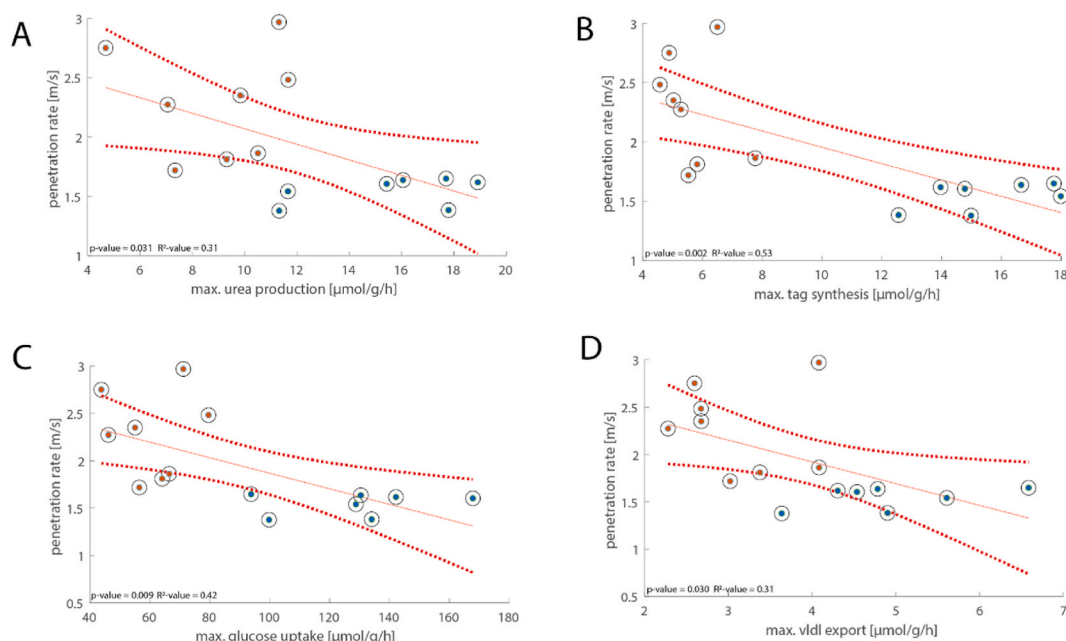 A
3
2.5
2
1.5
1
penetration rate [m/s]
p-value = 0.031 R²-value = 0.31
4 6 8 10 12 14 16 18 20
max. urea production [µmol/g/h]
B
3
2.5
2
1.5
1
penetration rate [m/s]
p-value = 0.002 R²-value = 0.53
4 6 8 10 12 14 16 18
max. tag synthesis [µmol/g/h]
C
3
2.5
2
1.5
1
0.5
penetration rate [m/s]
p-value = 0.009 R²-value = 0.42
40 60 80 100 120 140 160 180
max. glucose uptake [µmol/g/h]
D
3
2.5
2
1.5
1
0.5
penetration rate [m/s]
p-value = 0.030 R²-value = 0.31
2 3 4 5 6 7
max. vldl export [µmol/g/h]